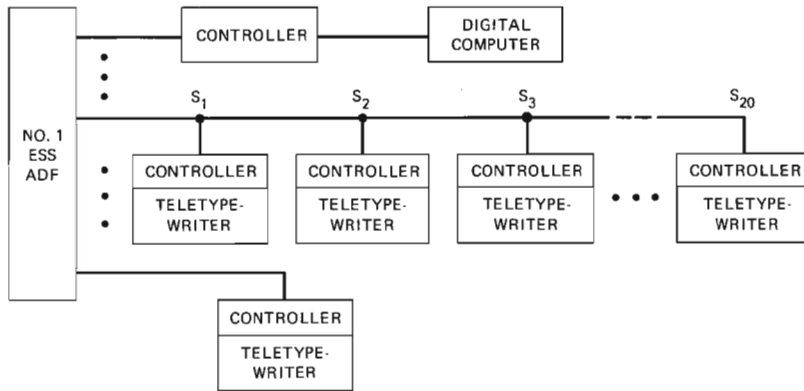 CONTROLLER
DIGITAL
COMPUTER
S1
S2
S3
S20
NO. 1
ESS
ADF
CONTROLLER
TELETYPE-
WRITER
CONTROLLER
TELETYPE-
WRITER
CONTROLLER
TELETYPE-
WRITER
CONTROLLER
TELETYPE-
WRITER
CONTROLLER
TELETYPE-
WRITER